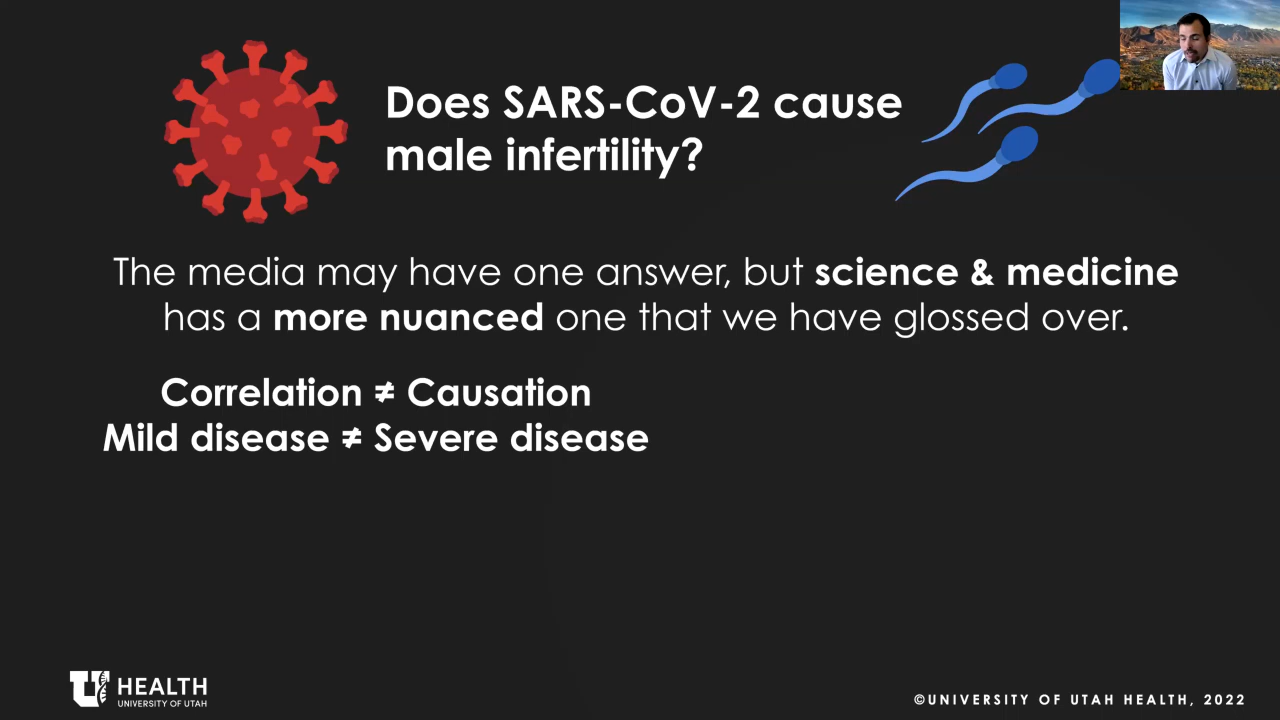 Does SARS-CoV-2 cause
male infertility?
The media may have one answer, but science & medicine
has a more nuanced one that we have glossed over.
Correlation ≠ Causation
Mild disease ≠ Severe disease
U HEALTH
UNIVERSITY OF UTAH
©UNIVERSITY OF UTAH HEALTH, 2022